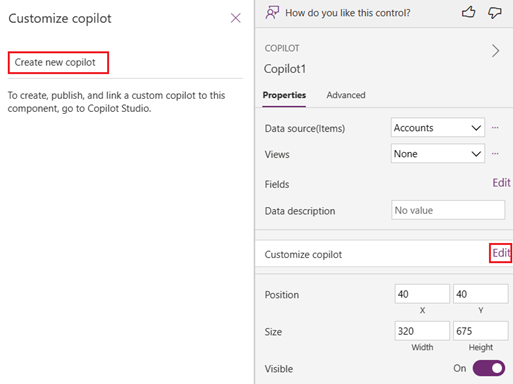 Customize copilot
Create new copilot
To create, publish, and link a custom copilot to this
component, go to Copilot Studio.
How do you like this control?
COPILOT
Copilot1
Properties Advanced
Data source(Items) Accounts ...
Views None ...
Fields Edit
Data description No value
Customize copilot Edit
Position 40 40
X Y
Size 320 675
Width Height
Visible On